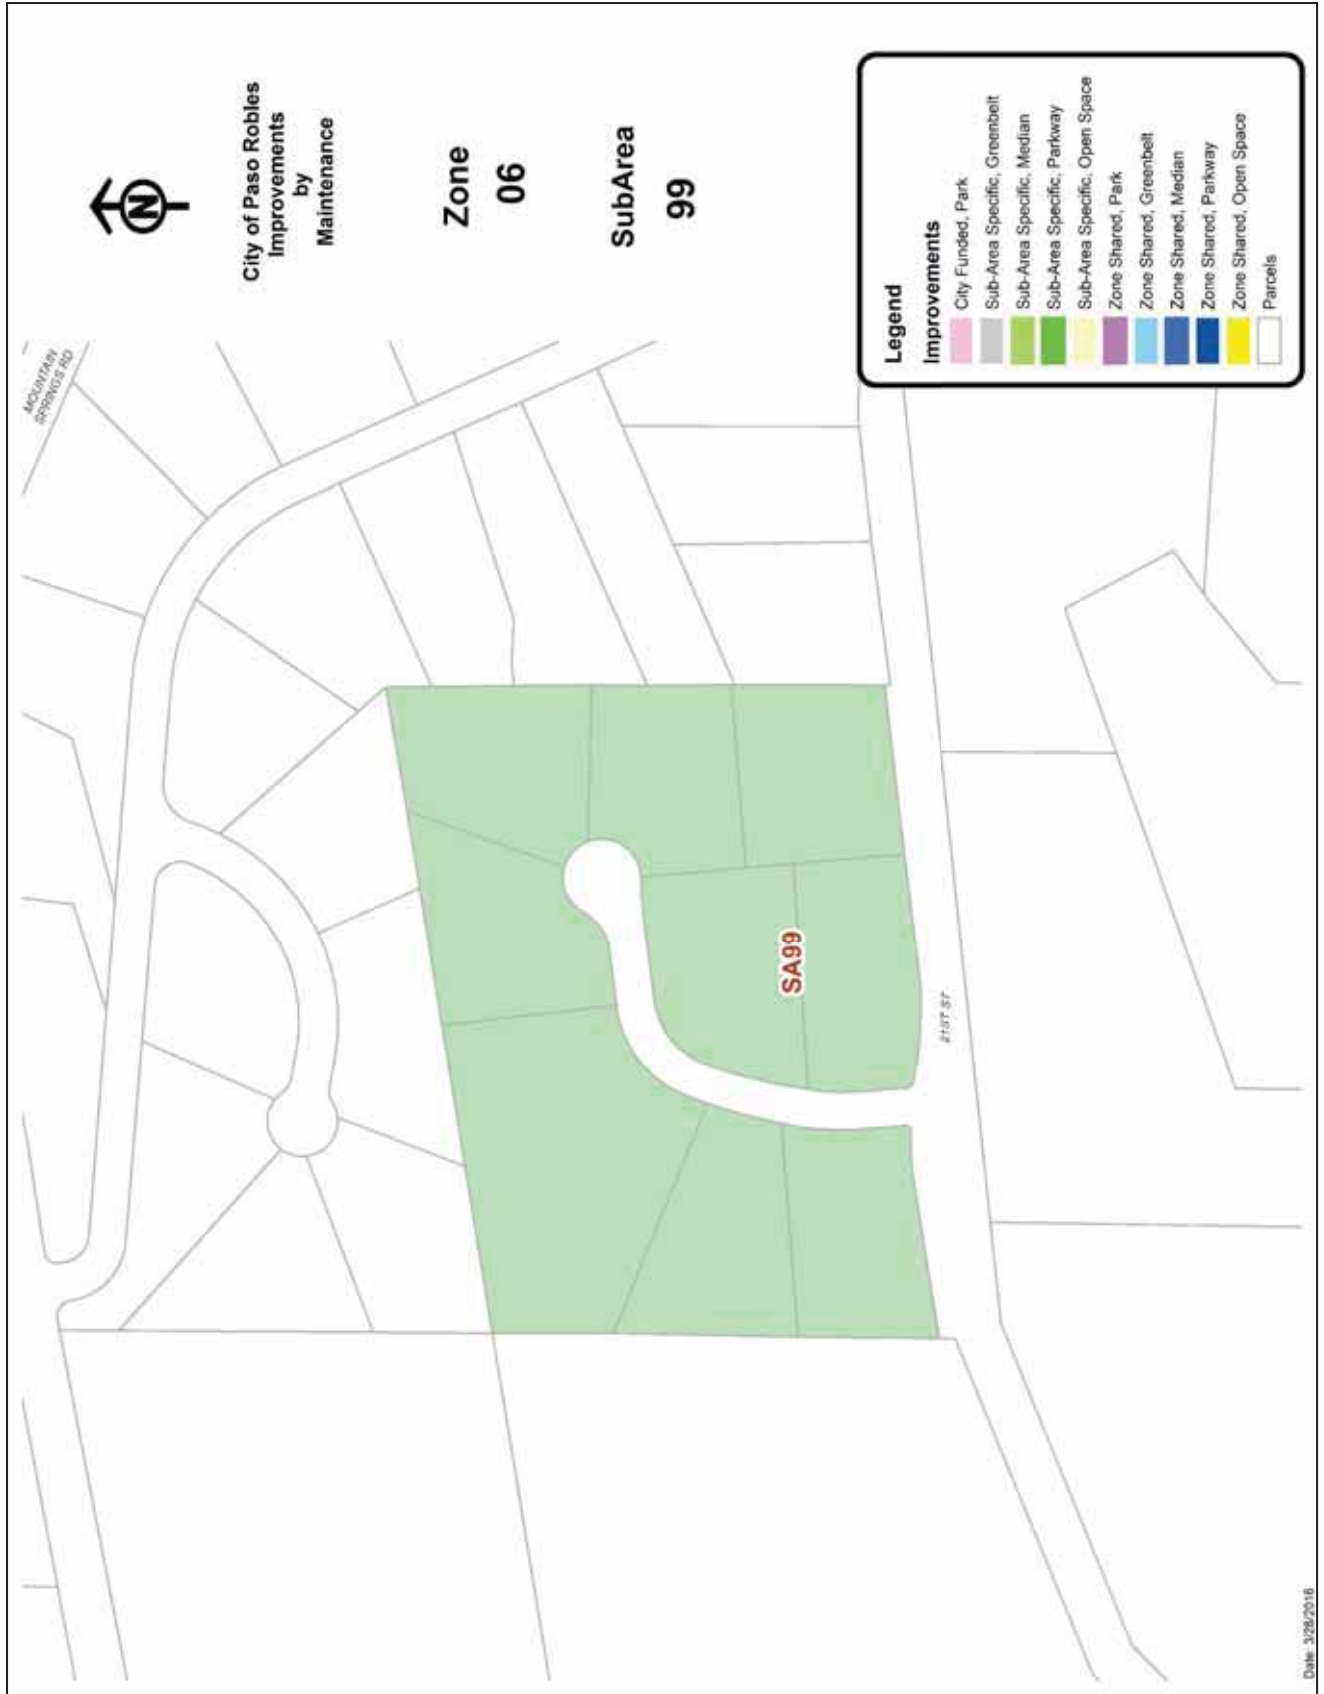 N
City of Paso Robles
Improvements
by
Maintenance
Zone
06
SubArea
99
MOUNTAIN
SPRINGS RD
SA99
21ST ST
Legend
Improvements
City Funded, Park
Sub-Area Specific, Greenbelt
Sub-Area Specific, Median
Sub-Area Specific, Parkway
Sub-Area Specific, Open Space
Zone Shared, Park
Zone Shared, Greenbelt
Zone Shared, Median
Zone Shared, Parkway
Zone Shared, Open Space
Parcels
Date: 3/28/2016